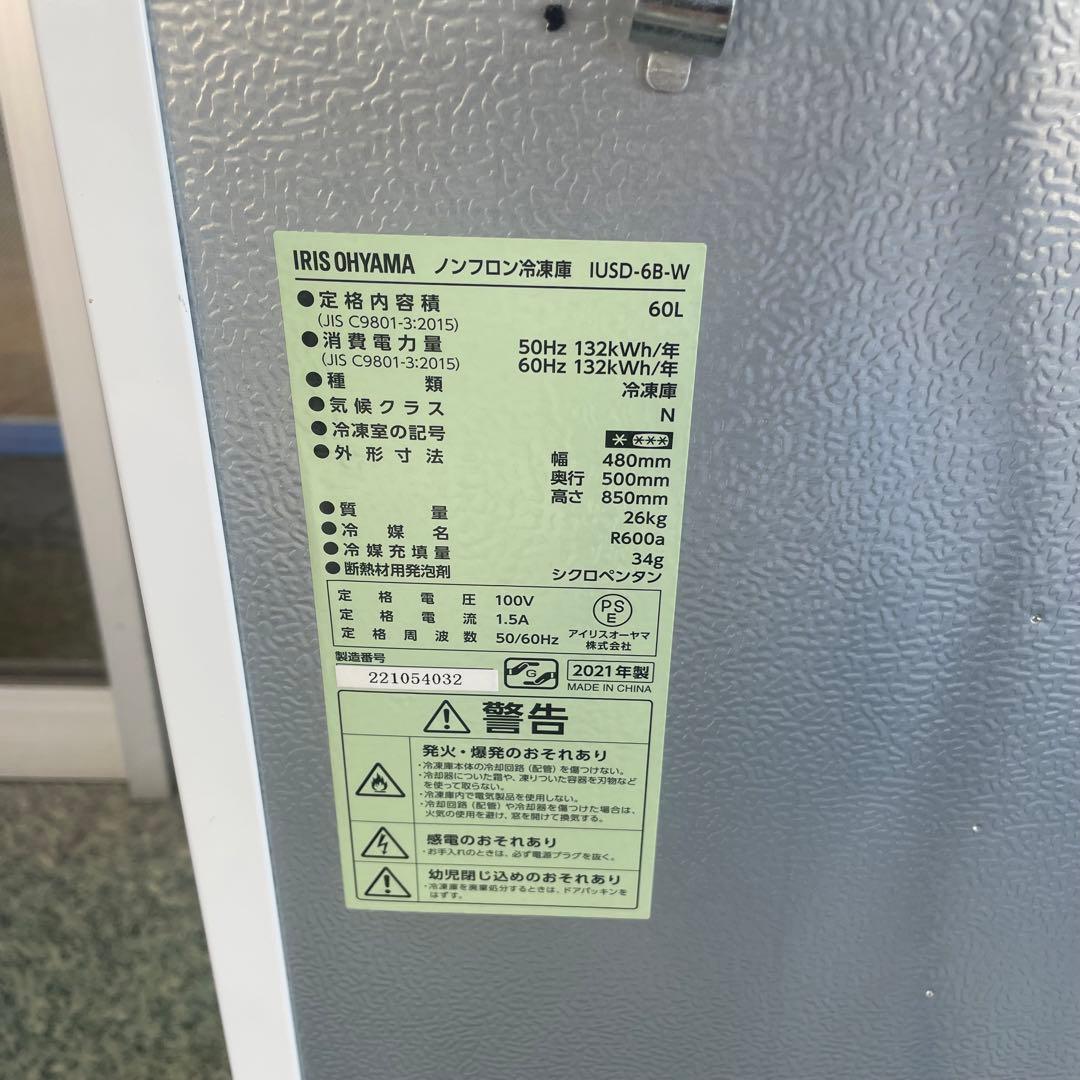 IRIS OHYAMA ノンフロン冷凍庫 IUSD-6B-W
●定格内容積 60L
(JIS C9801-3:2015)
●消費電力量 50Hz 132kWh/年
(JIS C9801-3:2015) 60Hz 132kWh/年
●種類 冷凍庫
●気候クラス N
●冷凍室の記号
●外形寸法 幅 480mm
奥行 500mm
高さ 850mm
●質量 26kg
●冷媒名 R600a
●冷媒充填量 34g
●断熱材用発泡剤 シクロペンタン
定格電圧 100V
定格電流 1.5A
定格周波数 50/60Hz
PS
E
アイリスオーヤマ
株式会社
製造番号
221054032
G
2021年製
MADE IN CHINA
警告
発火・爆発のおそれあり
・冷凍庫本体の冷却回路（配管）を傷つけない。
・冷却器についた霜や、凍りついた容器を刃物など
を使って取らない。
・冷凍庫内で電気製品を使用しない。
・冷却回路（配管）や冷却器を傷つけた場合は、
火気の使用を避け、窓を開けて換気する。
感電のおそれあり
・お手入れのときは、必ず電源プラグを抜く。
幼児閉じ込めのおそれあり
・冷凍庫を廃棄処分するときは、ドアパッキンを
はずす。